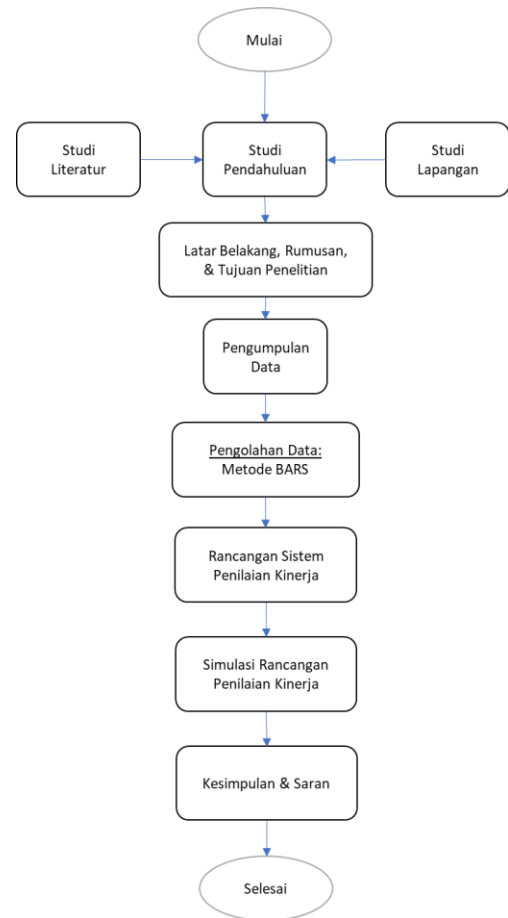 Mulai
Studi
Literatur
Studi
Pendahuluan
Studi
Lapangan
Latar Belakang, Rumusan,
& Tujuan Penelitian
Pengumpulan
Data
Pengolahan Data:
Metode BARS
Rancangan Sistem
Penilaian Kinerja
Simulasi Rancangan
Penilaian Kinerja
Kesimpulan & Saran
Selesai